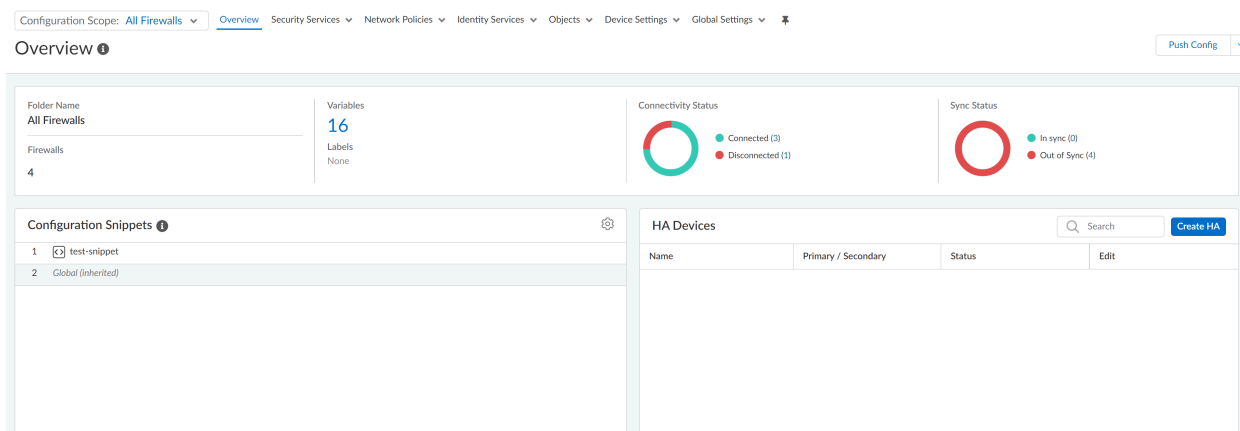 Configuration Scope: All Firewalls Overview Security Services Network Policies Identity Services Objects Device Settings Global Settings
Overview
Push Config
Folder Name
All Firewalls
Firewalls
4
Variables
16
Labels
None
Connectivity Status
Connected (3)
Disconnected (1)
Sync Status
In sync (0)
Out of Sync (4)
Configuration Snippets
1 test-snippet
2 Global (inherited)
HA Devices
Search
Create HA
Name Primary / Secondary Status Edit